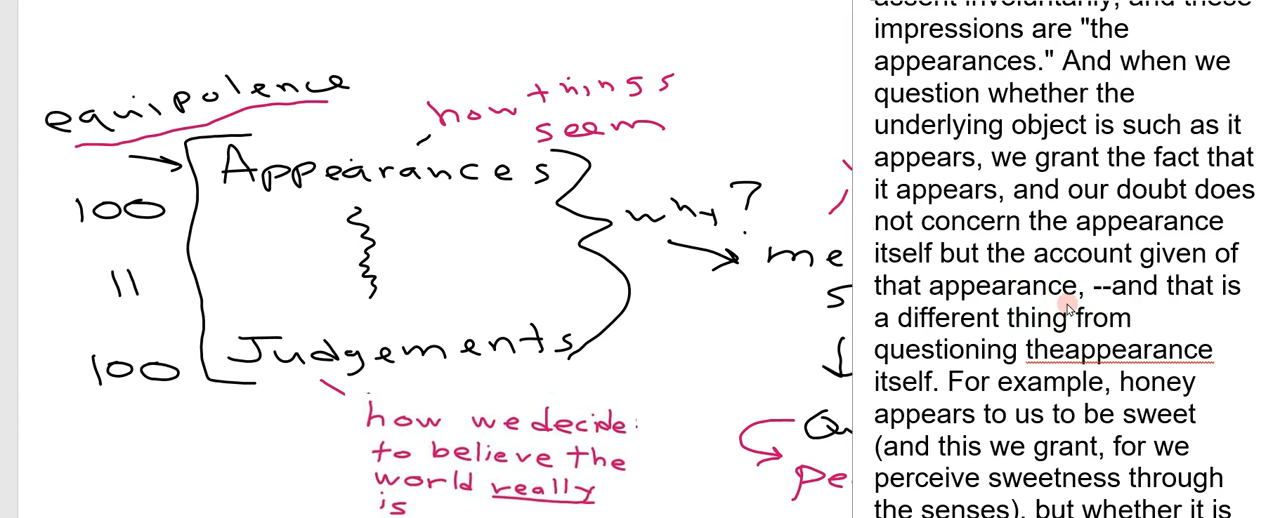 equipolence
how things
seem
Appearances
100
why?
me
s
11
Judgements
100
how we decide
to believe the
world really
is
pe
impressions are "the
appearances." And when we
question whether the
underlying object is such as it
appears, we grant the fact that
it appears, and our doubt does
not concern the appearance
itself but the account given of
that appearance, --and that is
a different thing from
questioning theappearance
itself. For example, honey
appears to us to be sweet
(and this we grant, for we
perceive sweetness through
the senses), but whether it is